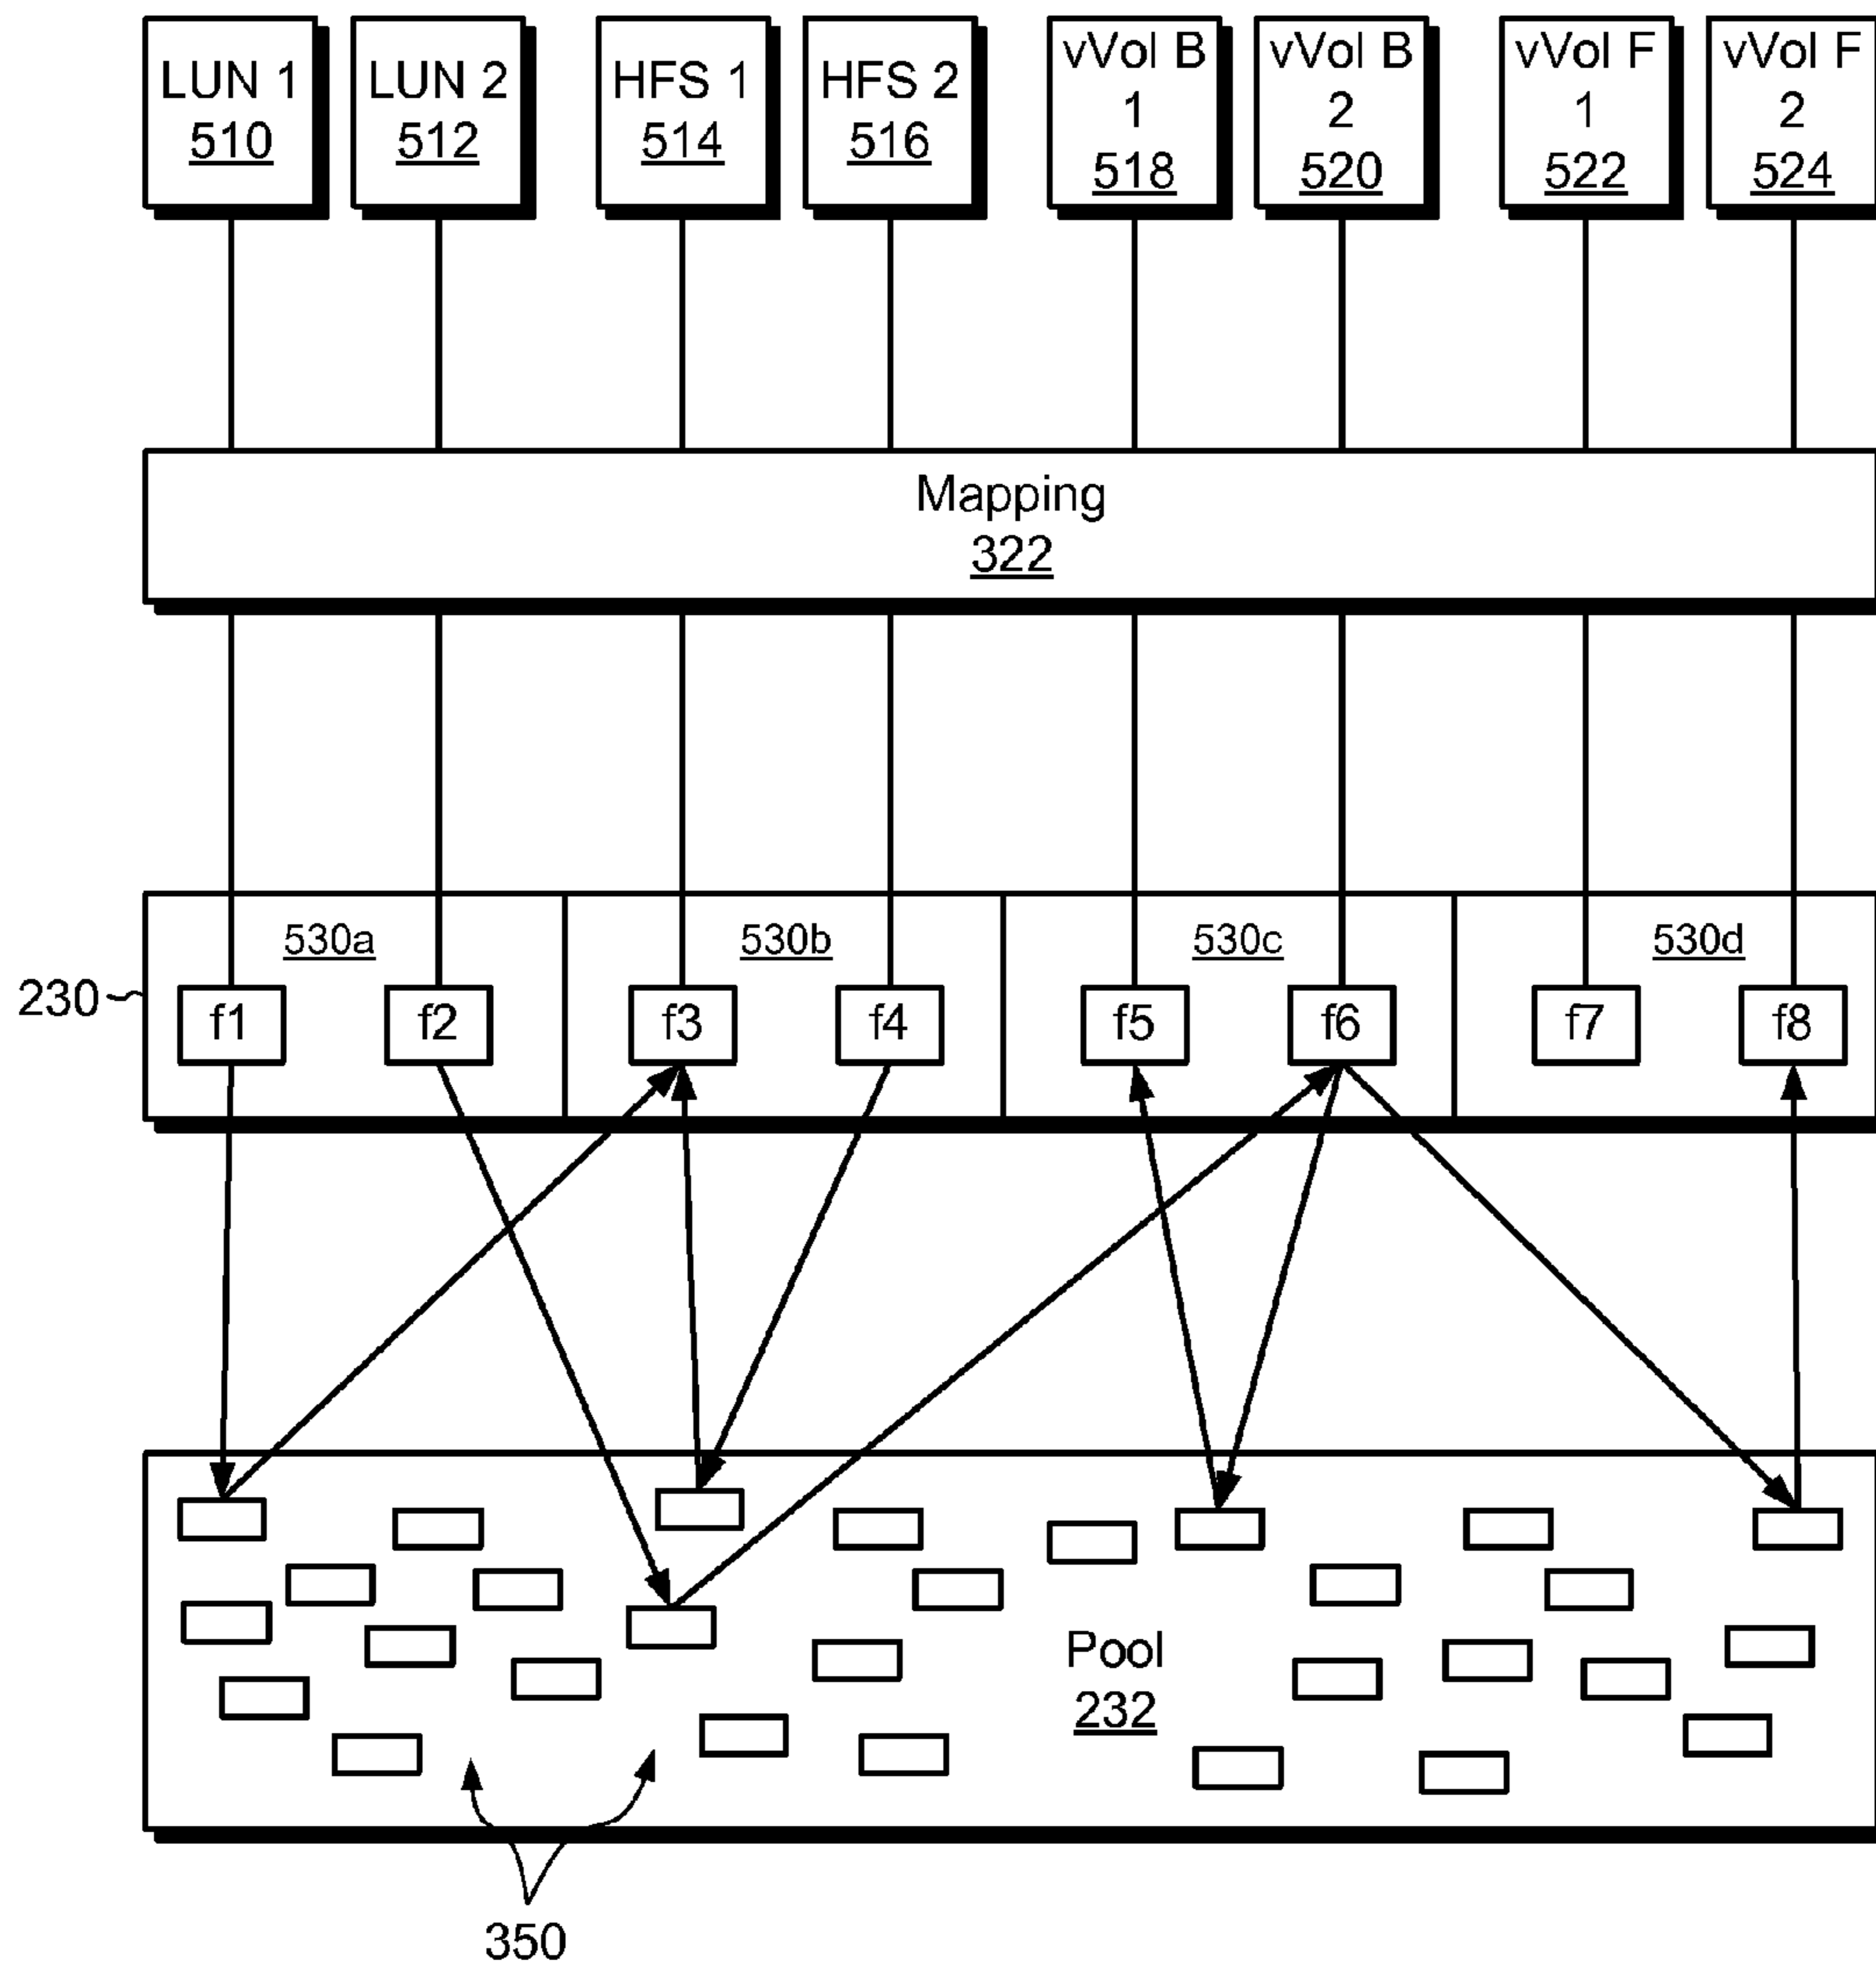 LUN 1
510
LUN 2
512
HFS 1
514
HFS 2
516
vVol B
1
518
vVol B
2
520
vVol F
1
522
vVol F
2
524
Mapping
322
530a
530b
530c
530d
230
f1
f2
f3
f4
f5
f6
f7
f8
Pool
232
350